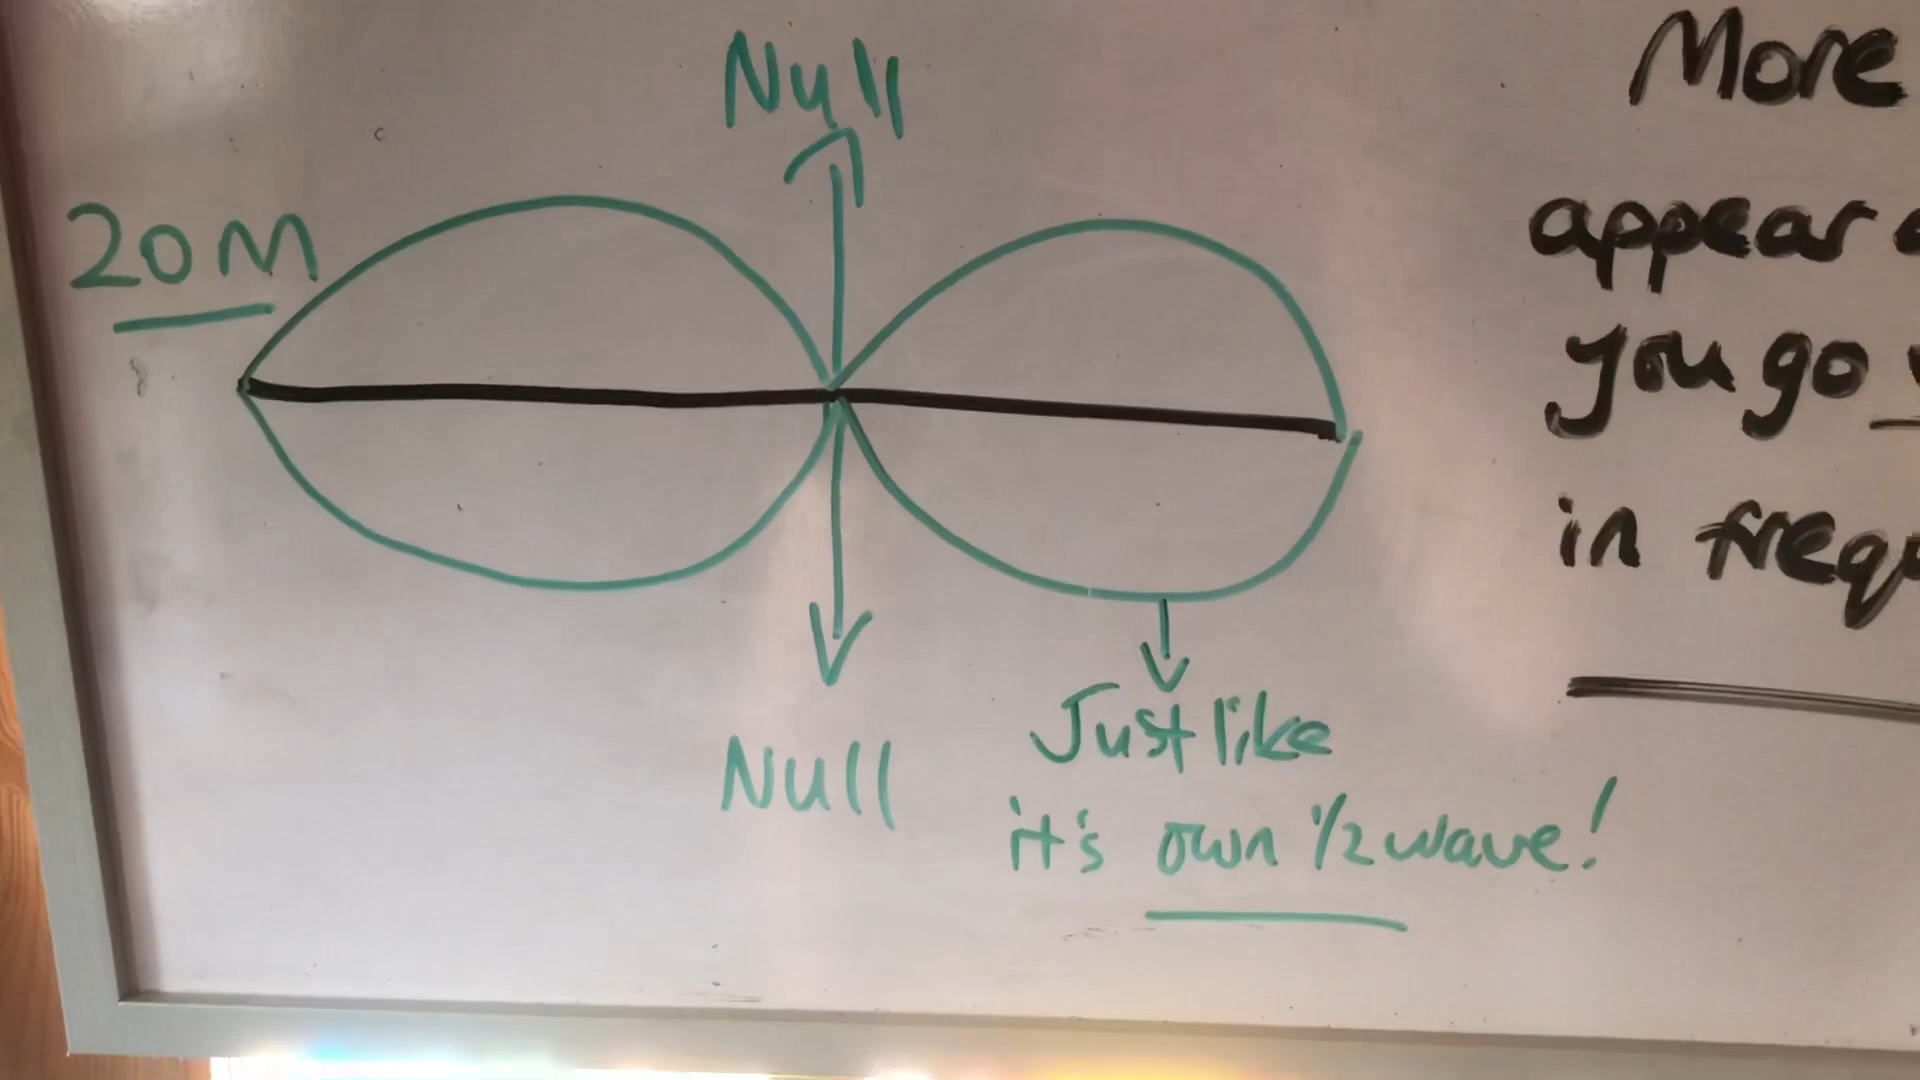 Null
20M
Null
Just like
it's own 1/2 wave!
More
appear
you go
in freq